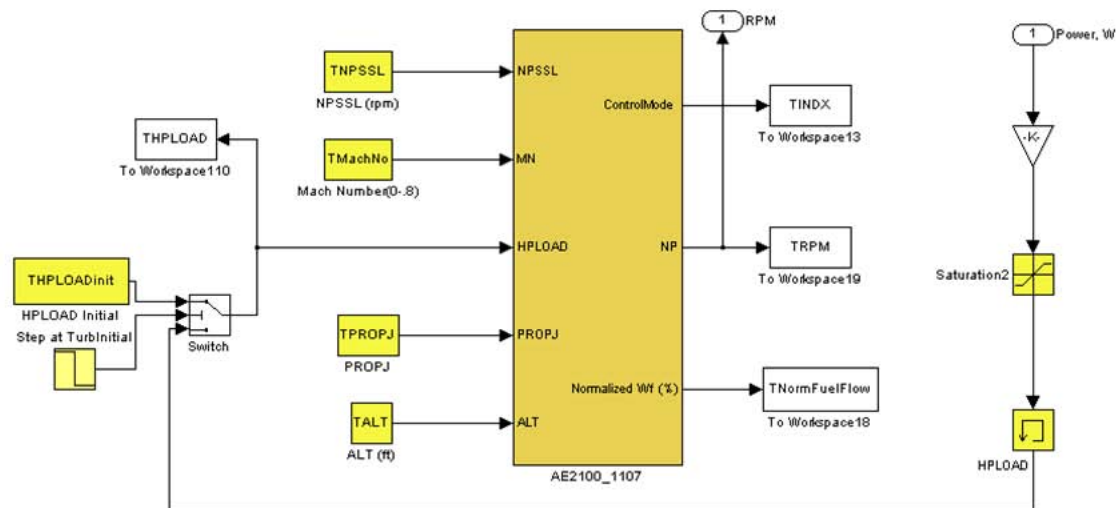 1
RPM
1
Power, W
TNPSSL
NPSSL (rpm)
NPSSL
ControlMode
TINDX
To Workspace13
THPLOAD
To Workspace110
TMachNo
Mach Number(0-.8)
MN
-K-
HPLOAD
NP
TRPM
To Workspace19
Saturation2
THPLOADinit
HPLOAD Initial
Step at TurbInitial
Switch
TPROPJ
PROPJ
PROPJ
Normalized Wf (%)
TNormFuelFlow
To Workspace18
TALT
ALT (ft)
ALT
HPLOAD
AE2100_1107